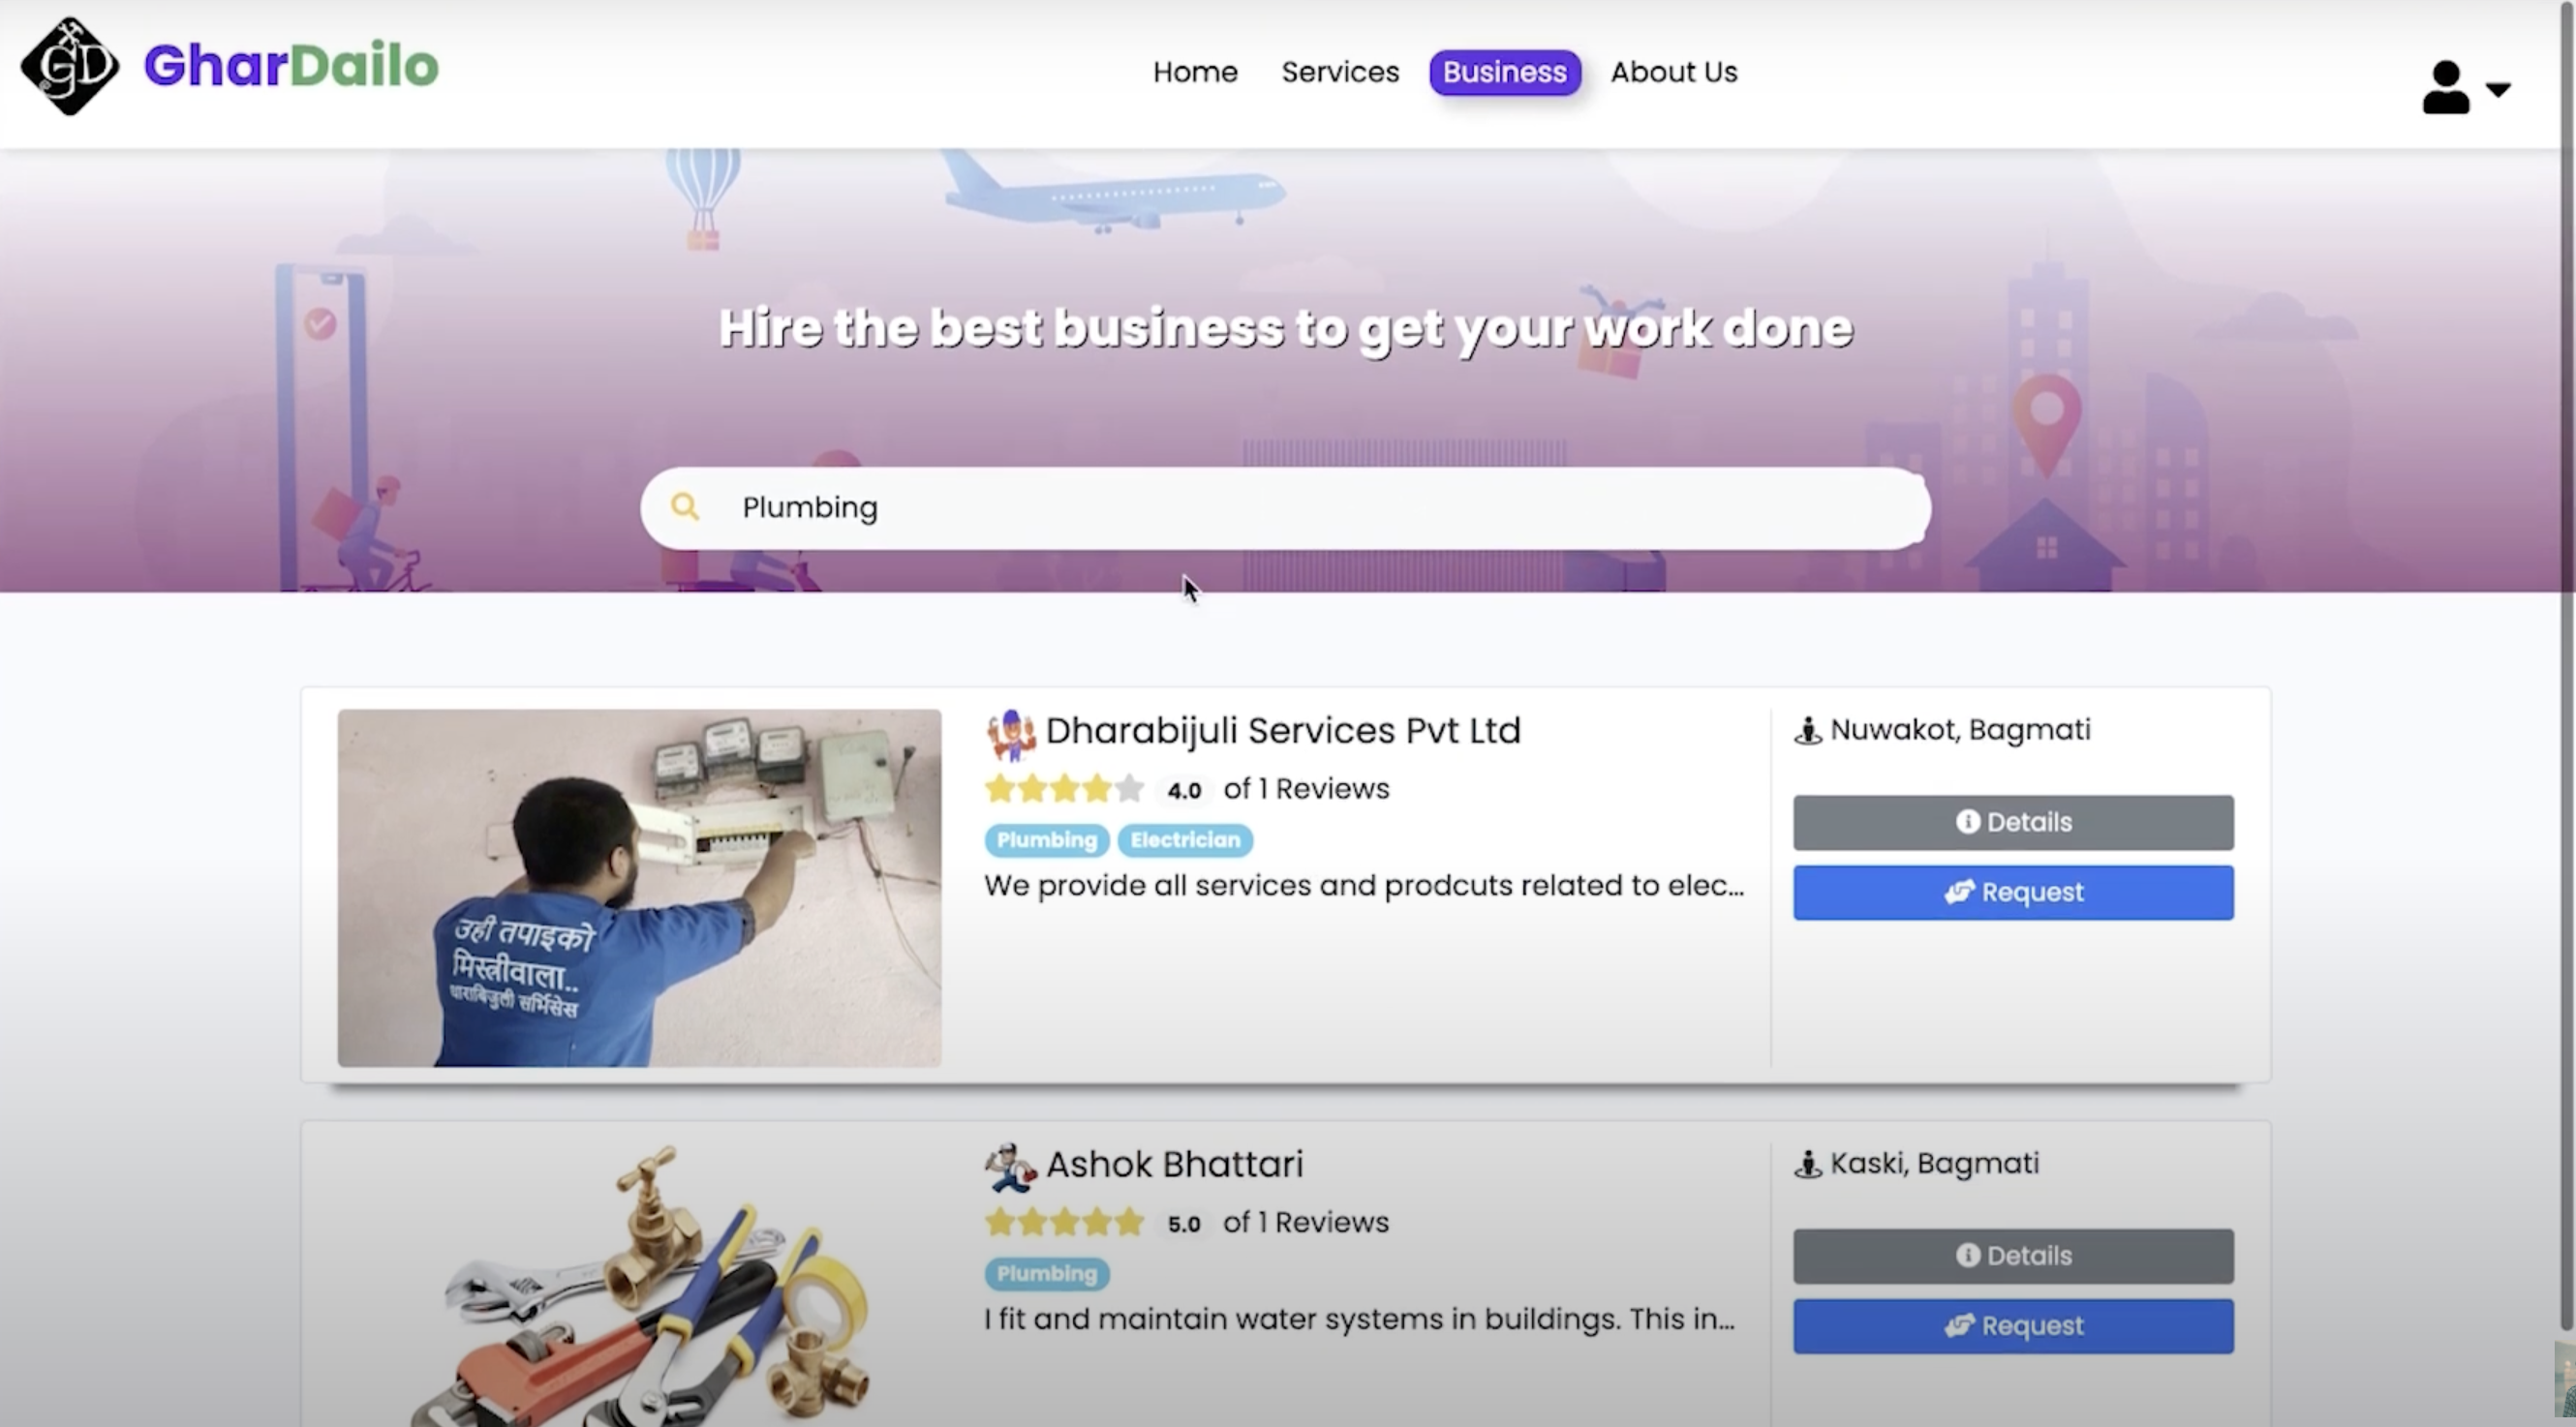 GD
GharDailo
Home Services Business About Us
Hire the best business to get your work done
Plumbing
Dharabijuli Services Pvt Ltd
4.0 of 1 Reviews
Plumbing Electrician
We provide all services and prodcuts related to elec...
Nuwakot, Bagmati
Details
Request
उही तपाइको
मिस्त्रीवाला..
धाराबिजुली सर्भिसेस
Ashok Bhattari
5.0 of 1 Reviews
Plumbing
I fit and maintain water systems in buildings. This in...
Kaski, Bagmati
Details
Request